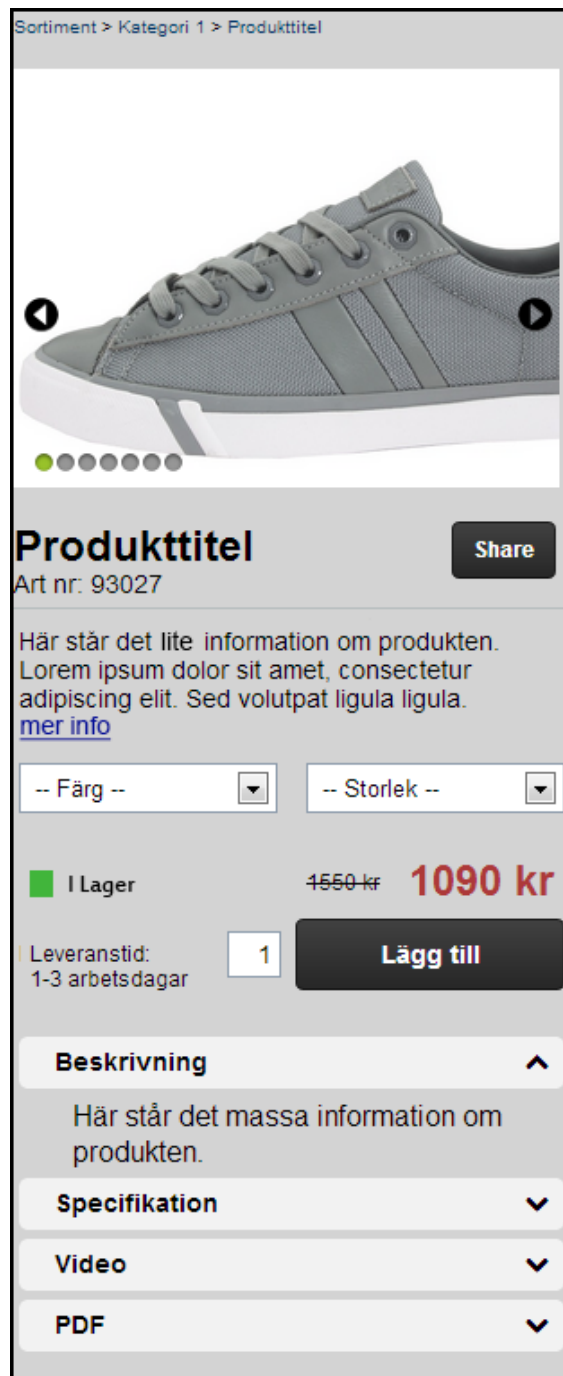 Sortiment > Kategori 1 > Produkttitel
Produkttitel
Share
Art nr: 93027
Här står det lite information om produkten.
Lorem ipsum dolor sit amet, consectetur
adipiscing elit. Sed volutpat ligula ligula.
mer info
-- Färg --
-- Storlek --
I Lager
1550 kr
1090 kr
Leveranstid:
1-3 arbetsdagar
1
Lägg till
Beskrivning
Här står det massa information om
produkten.
Specifikation
Video
PDF